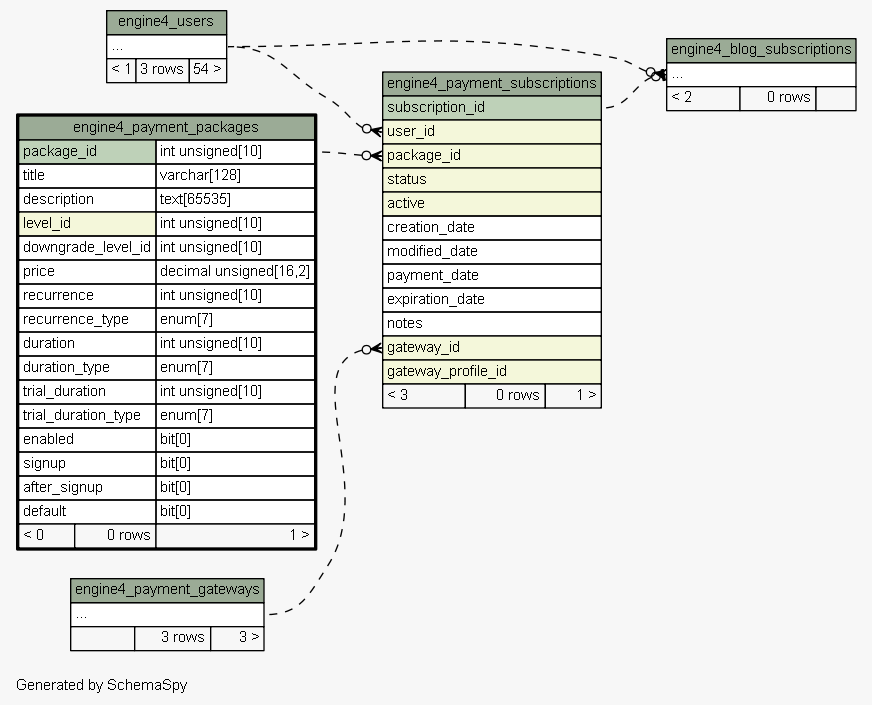 engine4_users
...
< 1 3 rows 54 >
engine4_blog_subscriptions
...
< 2 0 rows
engine4_payment_subscriptions
subscription_id
user_id
package_id
status
active
creation_date
modified_date
payment_date
expiration_date
notes
gateway_id
gateway_profile_id
< 3 0 rows 1 >
engine4_payment_packages
package_id int unsigned[10]
title varchar[128]
description text[65535]
level_id int unsigned[10]
downgrade_level_id int unsigned[10]
price decimal unsigned[16,2]
recurrence int unsigned[10]
recurrence_type enum[7]
duration int unsigned[10]
duration_type enum[7]
trial_duration int unsigned[10]
trial_duration_type enum[7]
enabled bit[0]
signup bit[0]
after_signup bit[0]
default bit[0]
< 0 0 rows 1 >
engine4_payment_gateways
...
3 rows 3 >
Generated by SchemaSpy